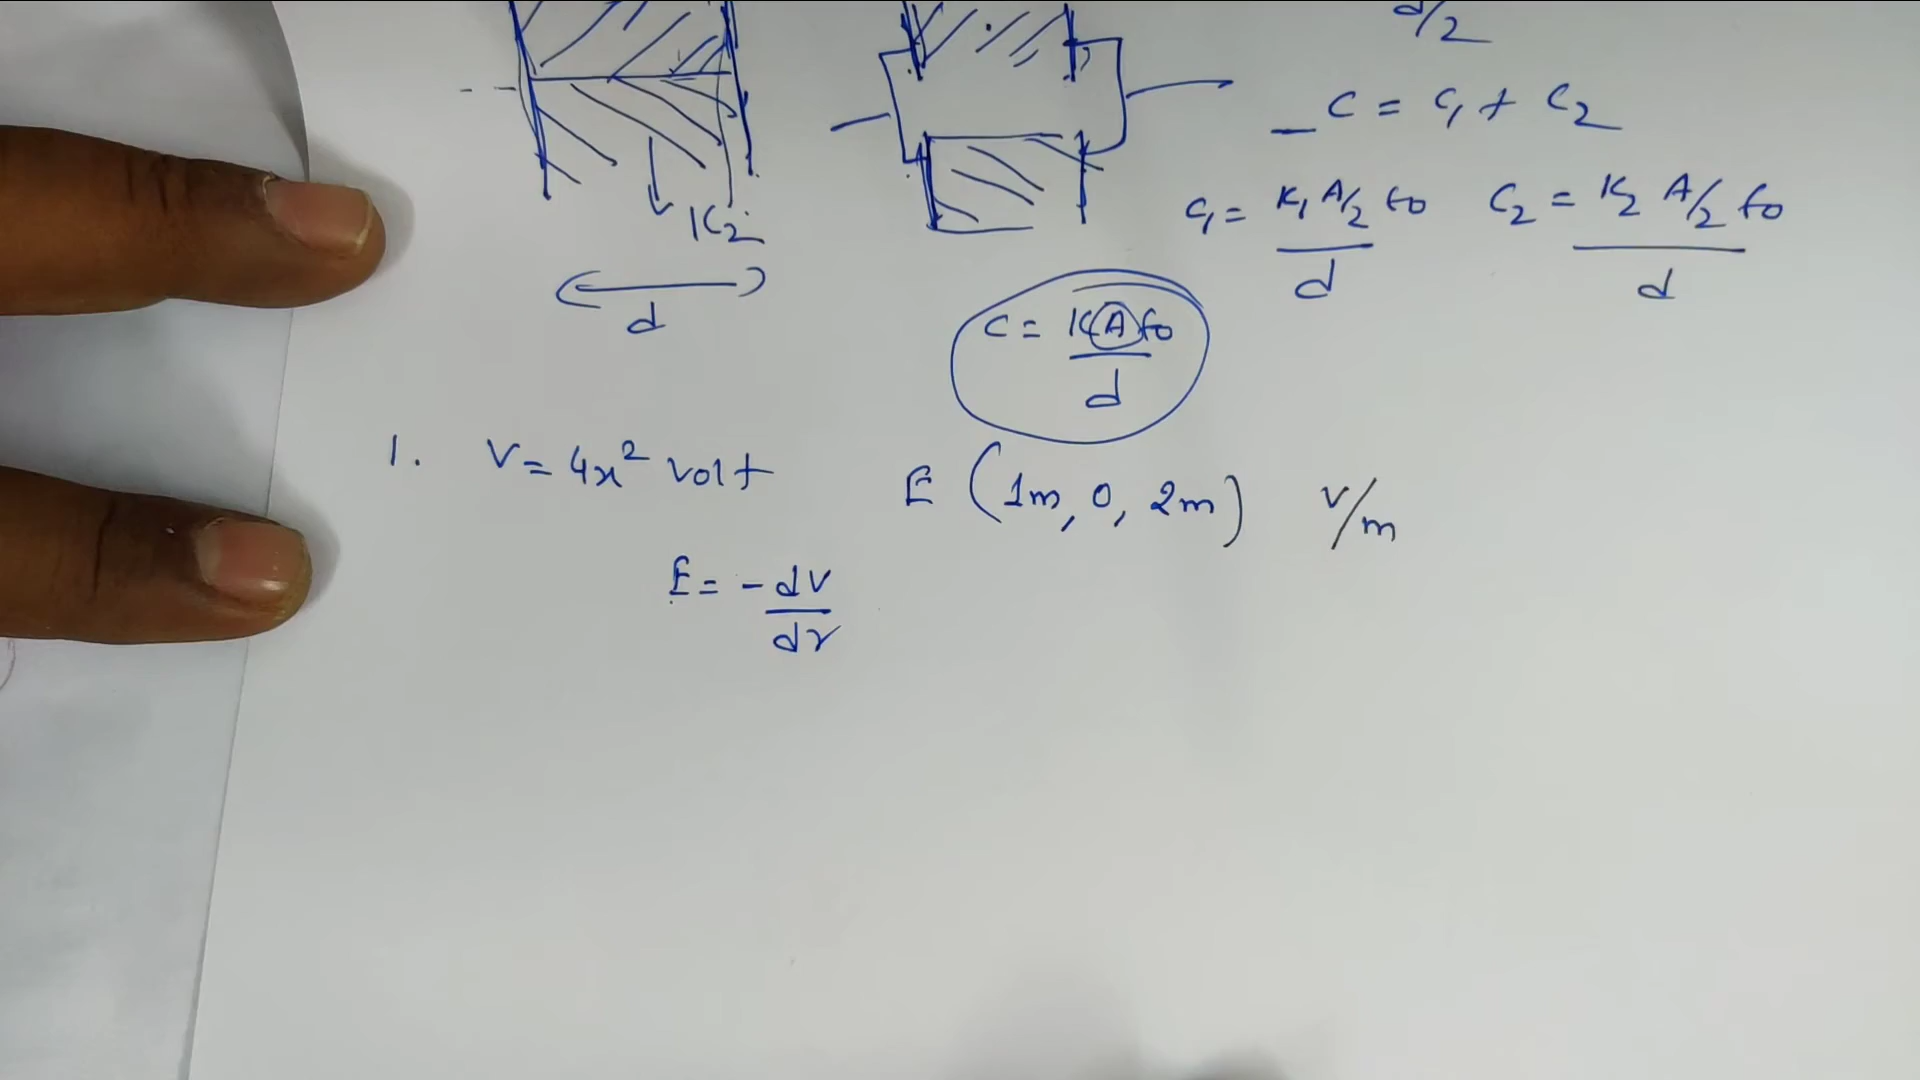 d/2
C = C1 + C2
K2
C1 = K1 A/2 ε0 / d
C2 = K2 A/2 ε0 / d
d
C = K A ε0 / d
1. V = 4x² volt
E (1m, 0, 2m) V/m
E = - dV / dr